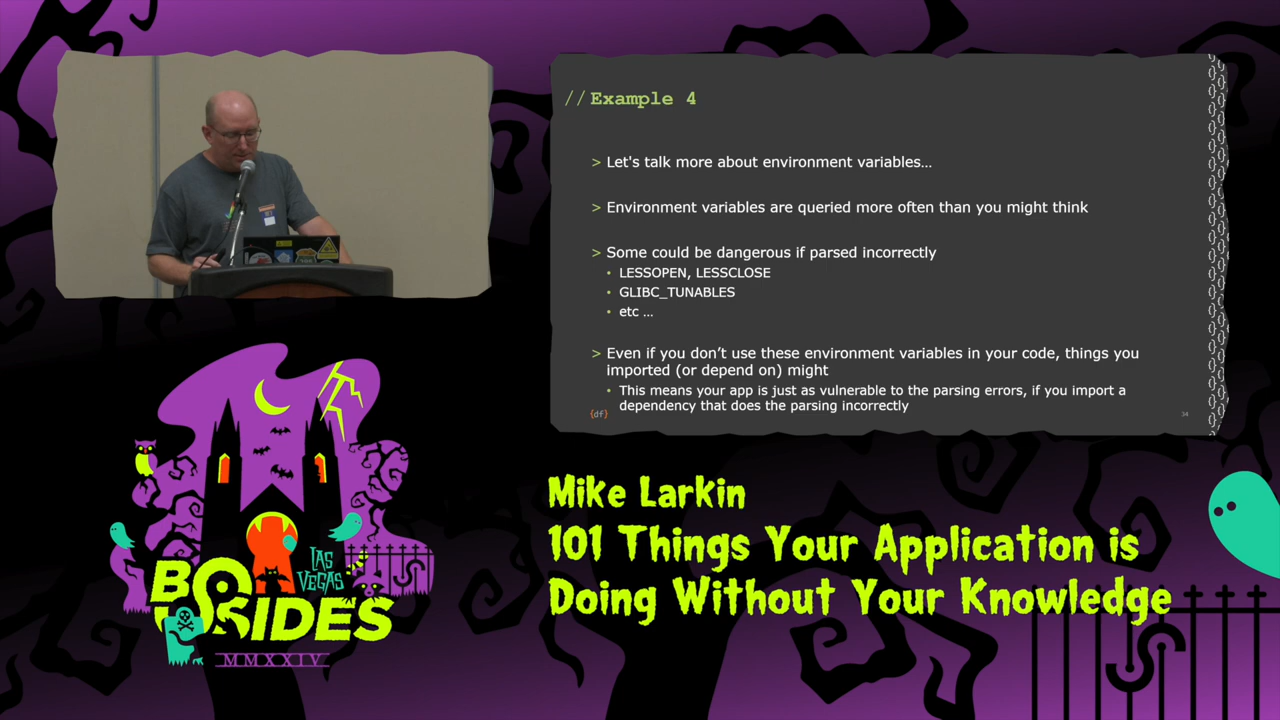 // Example 4
> Let's talk more about environment variables…
> Environment variables are queried more often than you might think
> Some could be dangerous if parsed incorrectly
• LESSOPEN, LESSCLOSE
• GLIBC_TUNABLES
• etc …
> Even if you don’t use these environment variables in your code, things you
imported (or depend on) might
• This means your app is just as vulnerable to the parsing errors, if you import a
dependency that does the parsing incorrectly
{df}
34
LAS
VEGAS
BSIDES
MMXXIV
Mike Larkin
101 Things Your Application is
Doing Without Your Knowledge